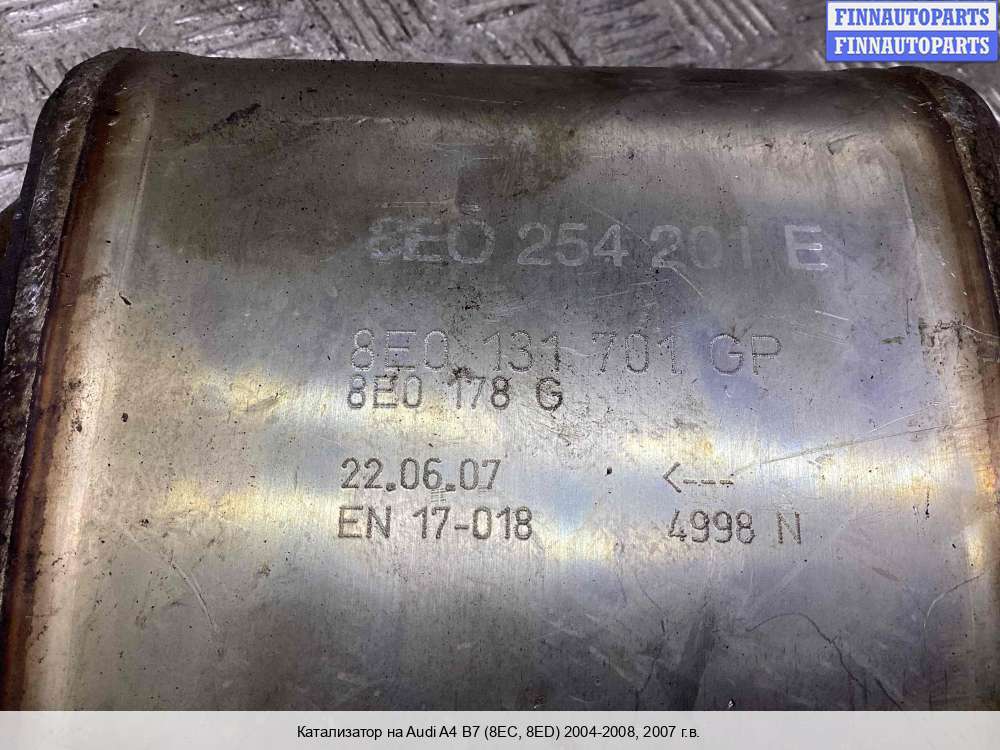 FINNAUTOPARTS
FINNAUTOPARTS
8E0 254 201 E
8E0 131 701 GP
8E0 178 G
22.06.07 <---
EN 17-018 4998 N
Катализатор на Audi A4 B7 (8EC, 8ED) 2004-2008, 2007 г.в.